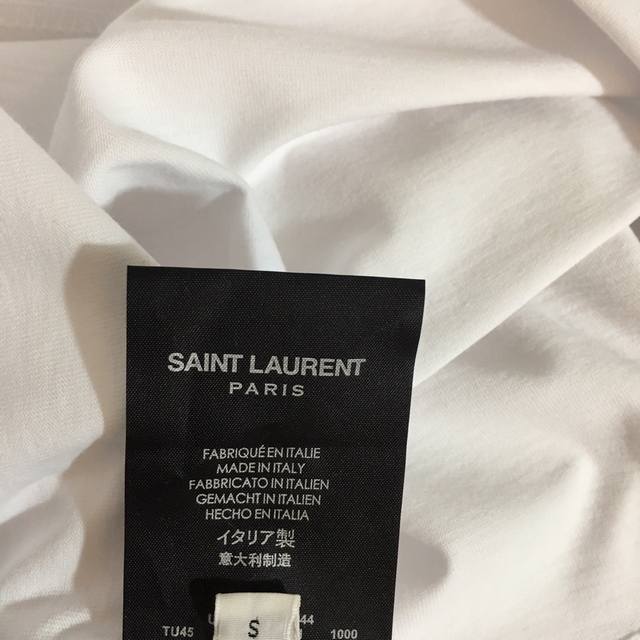 SAINT LAURENT
PARIS
FABRIQUÉ EN ITALIE
MADE IN ITALY
FABBRICATO IN ITALIEN
GEMACHT IN ITALIEN
HECHO EN ITALIA
イタリア製
意大利制造
S
TU45 1000